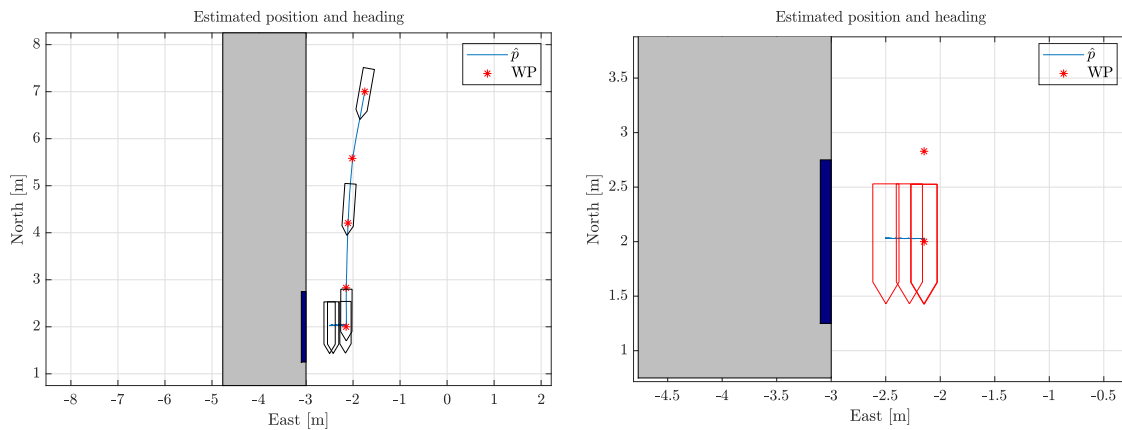 Estimated position and heading
8
7
6
5
4
3
2
1
North [m]
p̂
WP
-8 -7 -6 -5 -4 -3 -2 -1 0 1 2
East [m]
Estimated position and heading
3.5
3
2.5
2
1.5
1
North [m]
p̂
WP
-4.5 -4 -3.5 -3 -2.5 -2 -1.5 -1 -0.5
East [m]